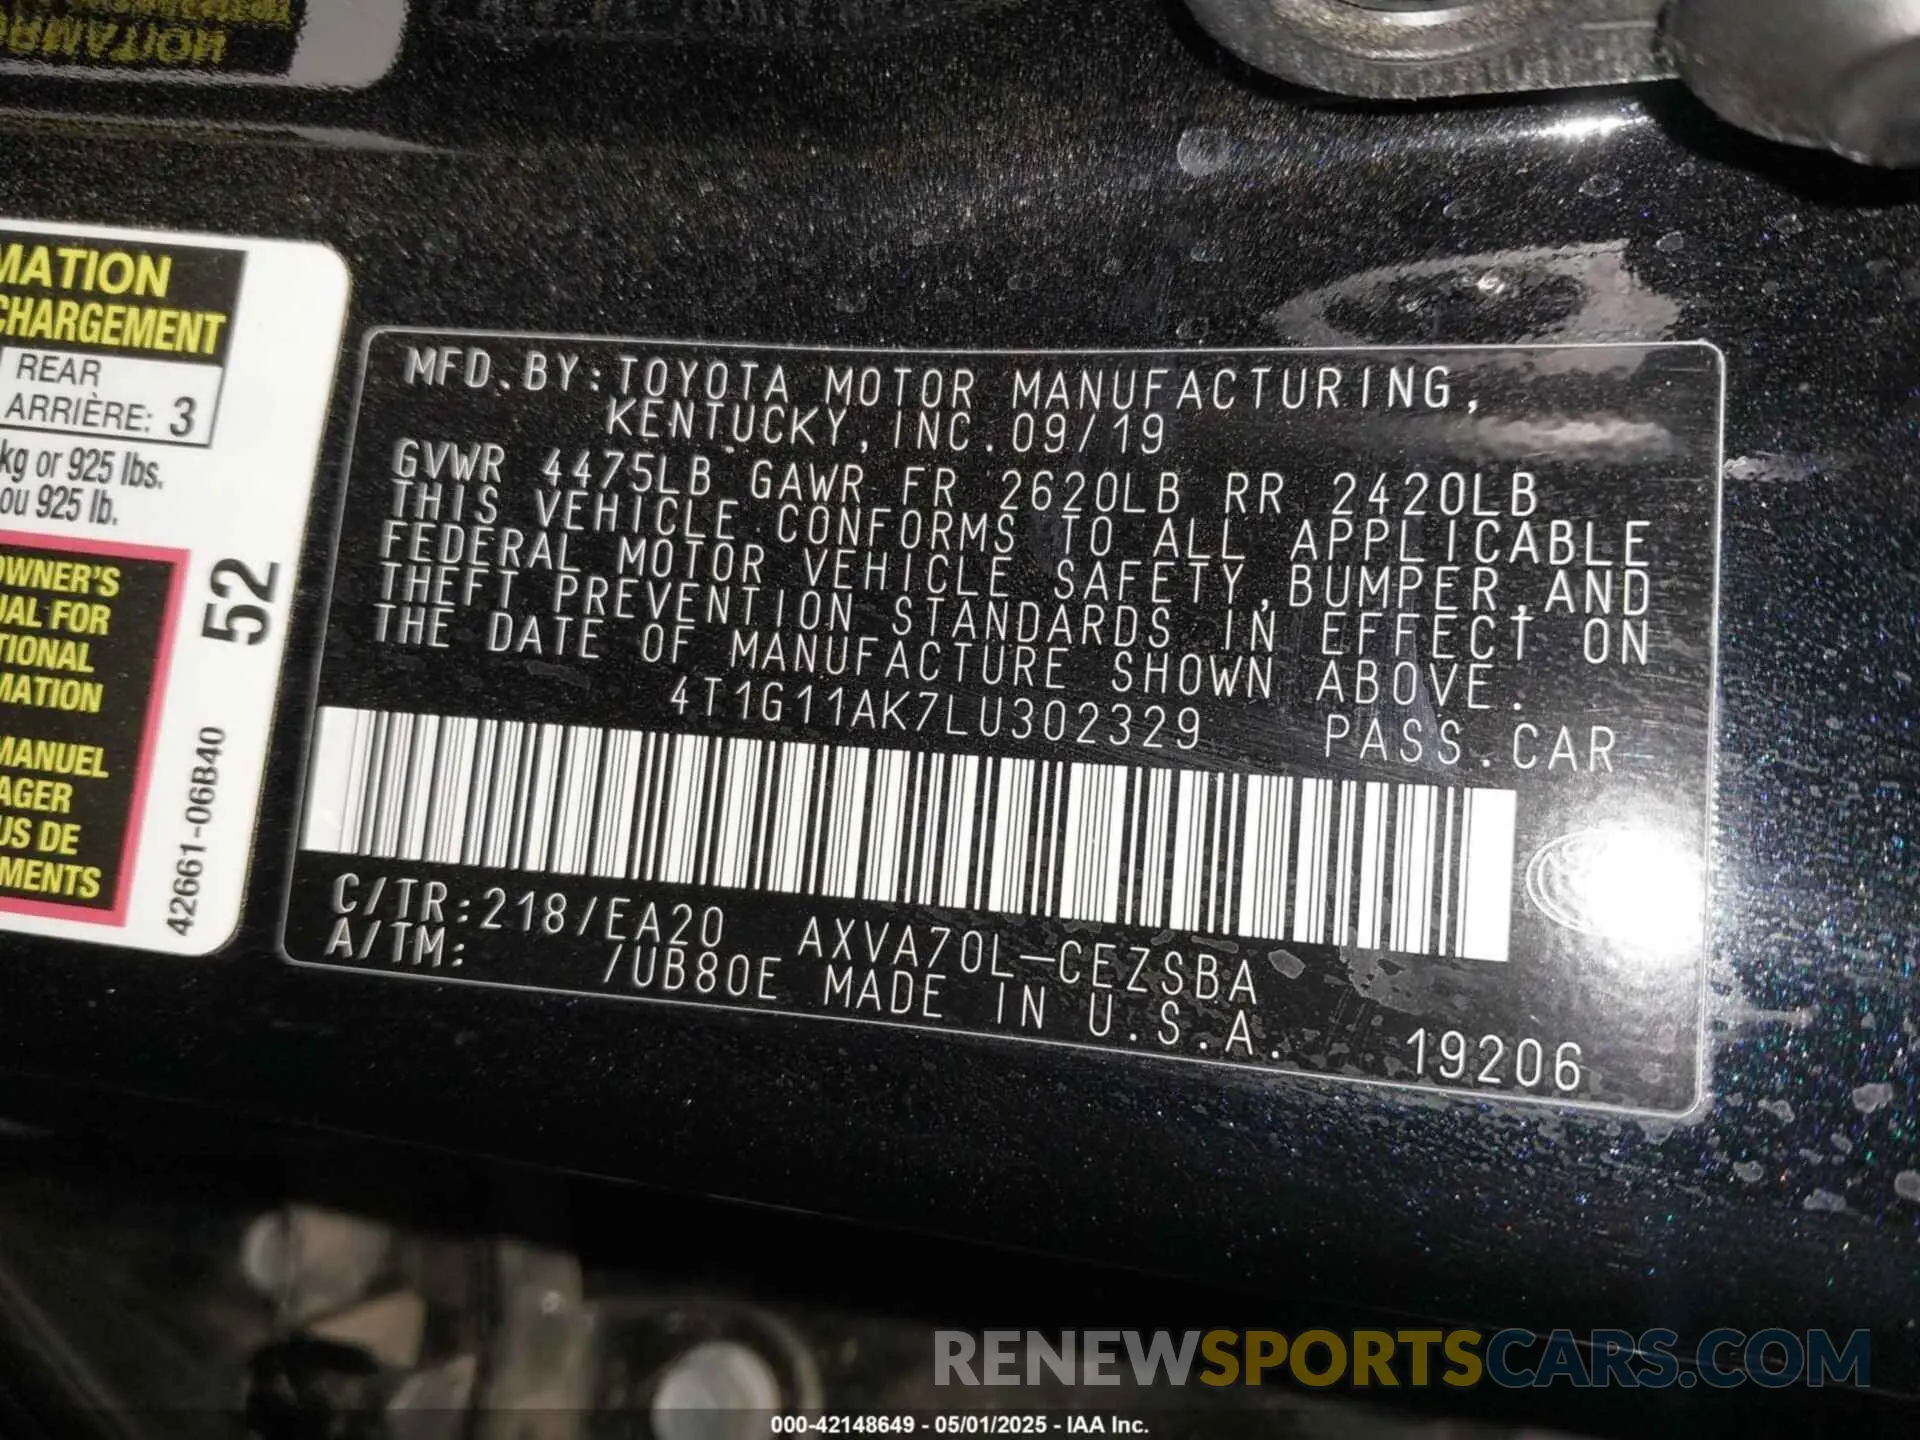 MATION
CHARGEMENT
REAR
ARRIÈRE: 3
kg or 925 lbs.
ou 925 lb.
OWNER'S
UAL FOR
TIONAL
MATION
MANUEL
AGER
US DE
MENTS
52
42661-06B40
MFD.BY:TOYOTA MOTOR MANUFACTURING,
KENTUCKY,INC.09/19
GVWR 4475LB GAWR FR 2620LB RR 2420LB
THIS VEHICLE CONFORMS TO ALL APPLICABLE
FEDERAL MOTOR VEHICLE SAFETY,BUMPER,AND
THEFT PREVENTION STANDARDS IN EFFECT ON
THE DATE OF MANUFACTURE SHOWN ABOVE.
4T1G11AK7LU302329 PASS.CAR
C/TR:218/EA20 AXVA70L-CEZSBA
A/TM: /UB80E MADE IN U.S.A.
19206
RENEWSPORTSCARS.COM
000-42148649 - 05/01/2025 - IAA Inc.